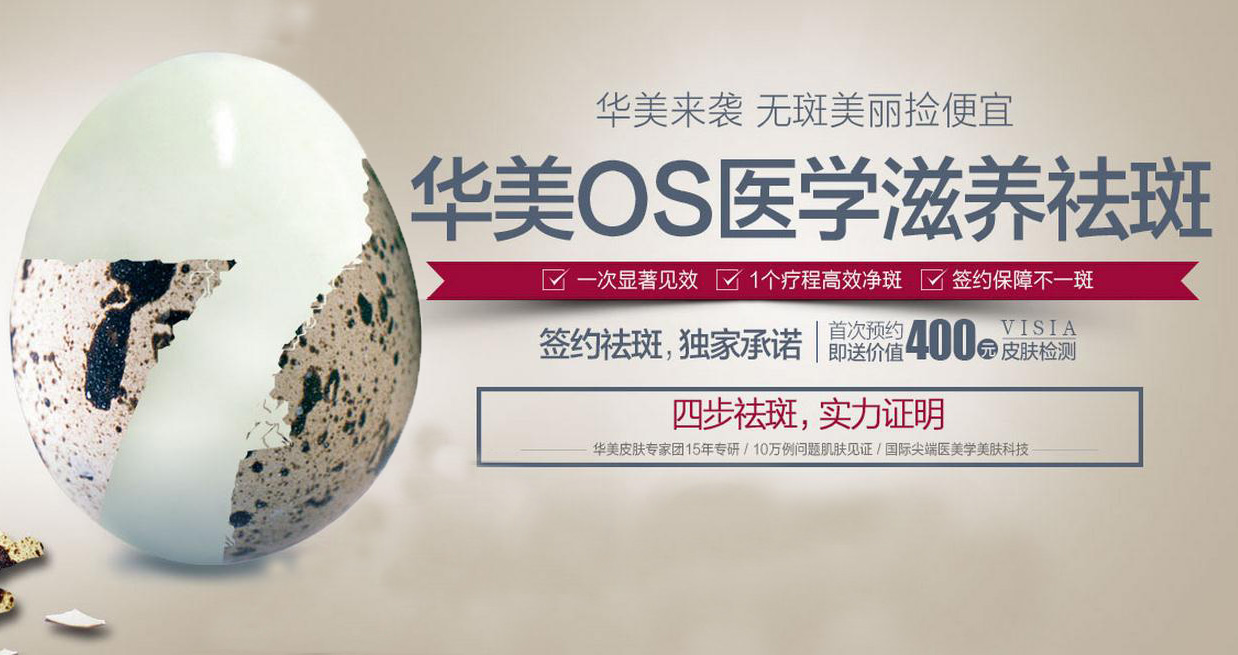 华美来袭 无斑美丽捡便宜
华美OS医学滋养祛斑
一次显著见效 1个疗程高效净斑 签约保障不一斑
签约祛斑,独家承诺 首次预约 即送价值 400元 VISIA 皮肤检测
四步祛斑,实力证明
华美皮肤专家团15年专研 / 10万例问题肌肤见证 / 国际尖端医美学美肤科技